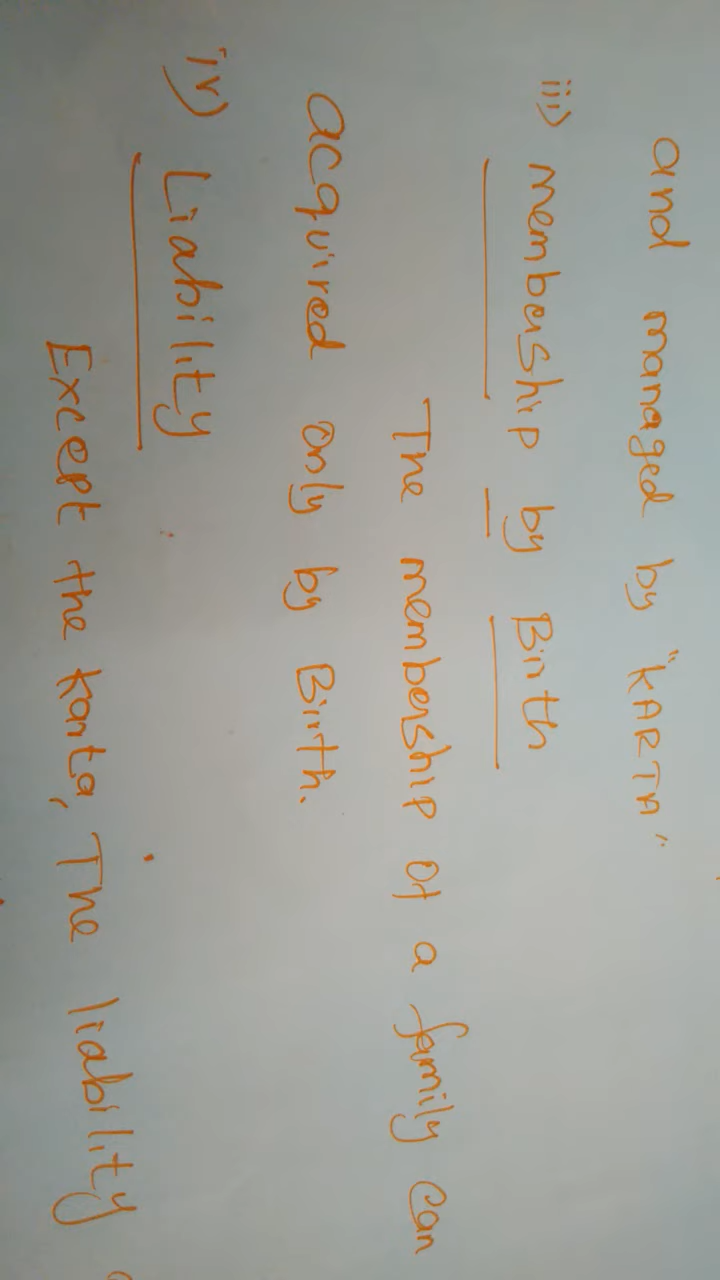 and managed by "KARTA"
iii) membership by Birth
The membership of a family can
acquired only by Birth.
iv) Liability
Except the karta, The liability